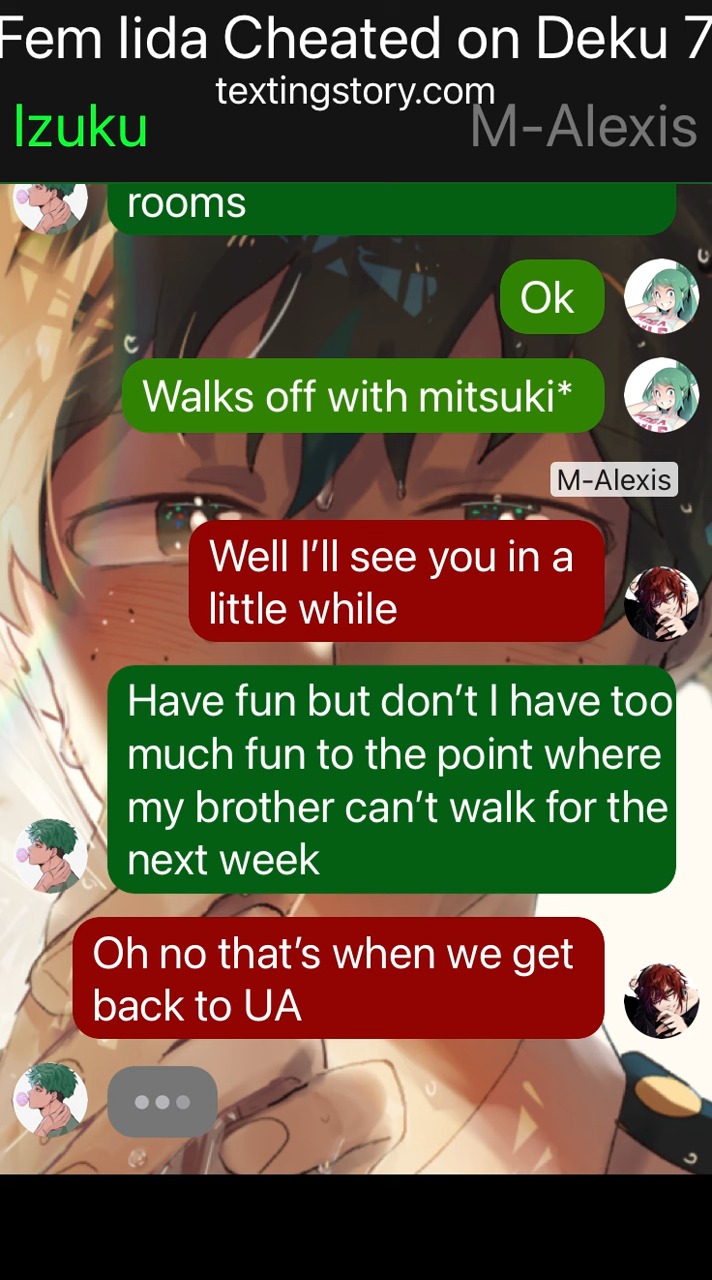 Fem Iida Cheated on Deku 7
textingstory.com
Izuku
M-Alexis
rooms
Ok
Walks off with mitsuki*
M-Alexis
Well I’ll see you in a
little while
Have fun but don’t I have too
much fun to the point where
my brother can’t walk for the
next week
Oh no that’s when we get
back to UA